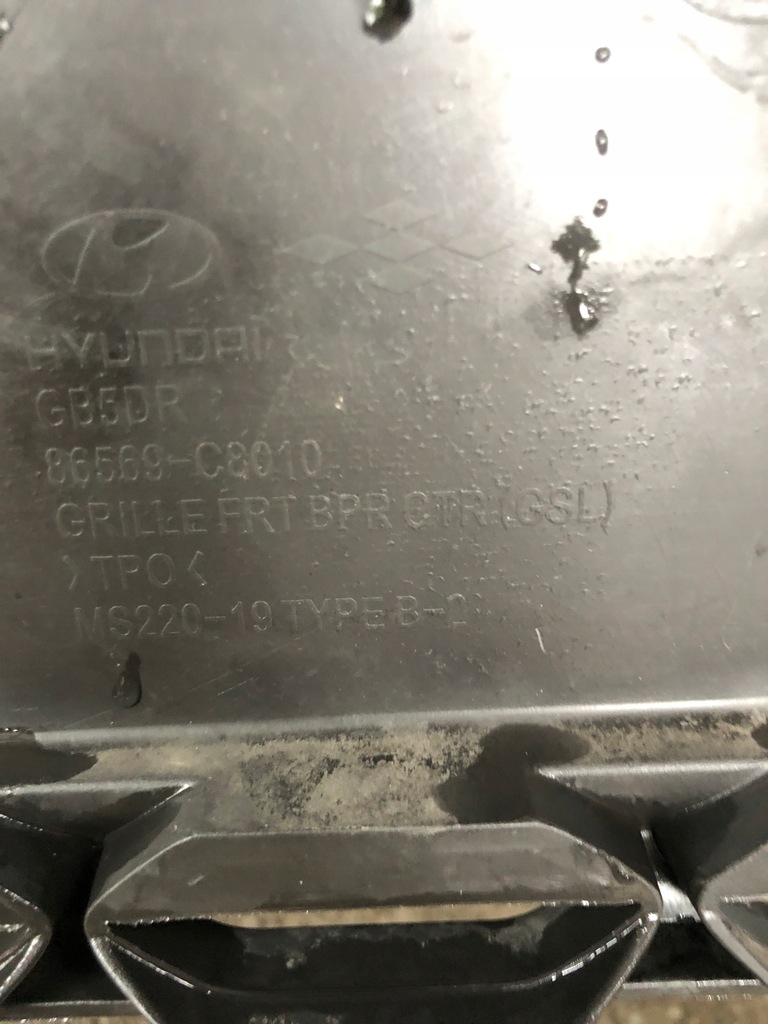 HYUNDAI
GB5DR
86569-C8010
GRILLE FRT BPR CTR (GSL)
>TPO<
MS220-19 TYPE B-2